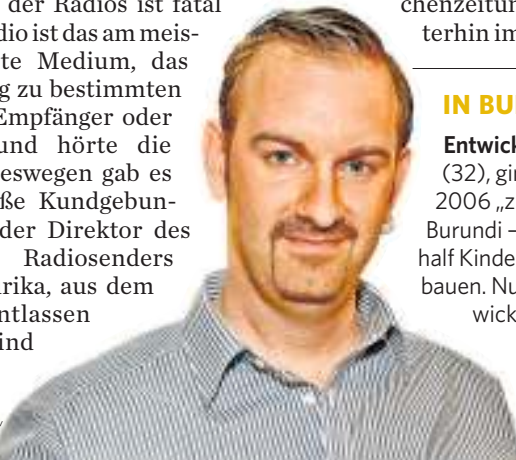 der Radios ist fatal
dio ist das am meis-
te Medium, das
g zu bestimmten
Empfänger oder
und hörte die
eswegen gab es
ße Kundgebun-
der Direktor des
Radiosenders
rika, aus dem
ntlassen
ind
chenzeitun
terhin im
IN BU
Entwick
(32), gin
2006 „z
Burundi –
half Kinde
bauen. Nu
wick